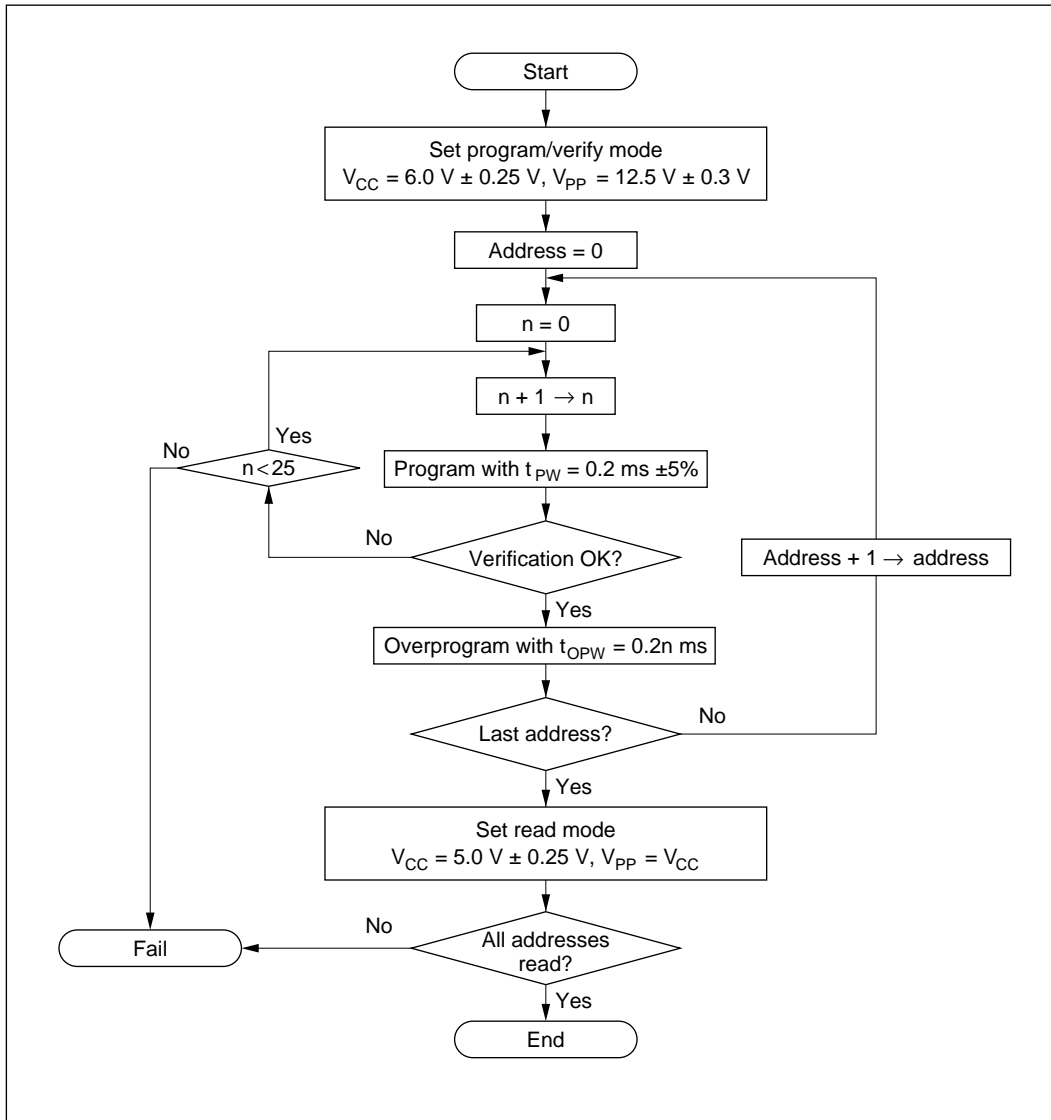 Start
Set program/verify mode
VCC = 6.0 V ± 0.25 V, VPP = 12.5 V ± 0.3 V
Address = 0
n = 0
n + 1 → n
No
Yes
n<25
Program with tPW = 0.2 ms ±5%
No
Verification OK?
Address + 1 → address
Yes
Overprogram with tOPW = 0.2n ms
Last address?
No
Yes
Set read mode
VCC = 5.0 V ± 0.25 V, VPP = VCC
Fail
No
All addresses
read?
Yes
End